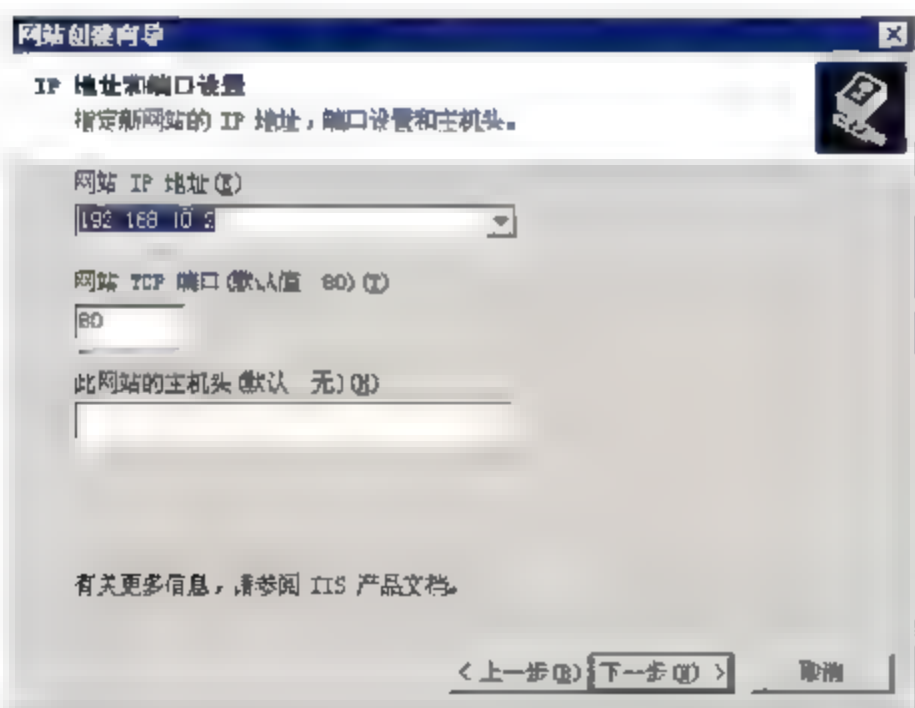 网站创建向导
IP 地址和端口设置
指定新网站的 IP 地址，端口设置和主机头。
网站 IP 地址(E)
192 168 10 2
网站 TCP 端口(默认值 80)(T)
80
此网站的主机头(默认 无)(H)
有关更多信息，请参阅 IIS 产品文档。
< 上一步(B) 下一步(N) > 取消